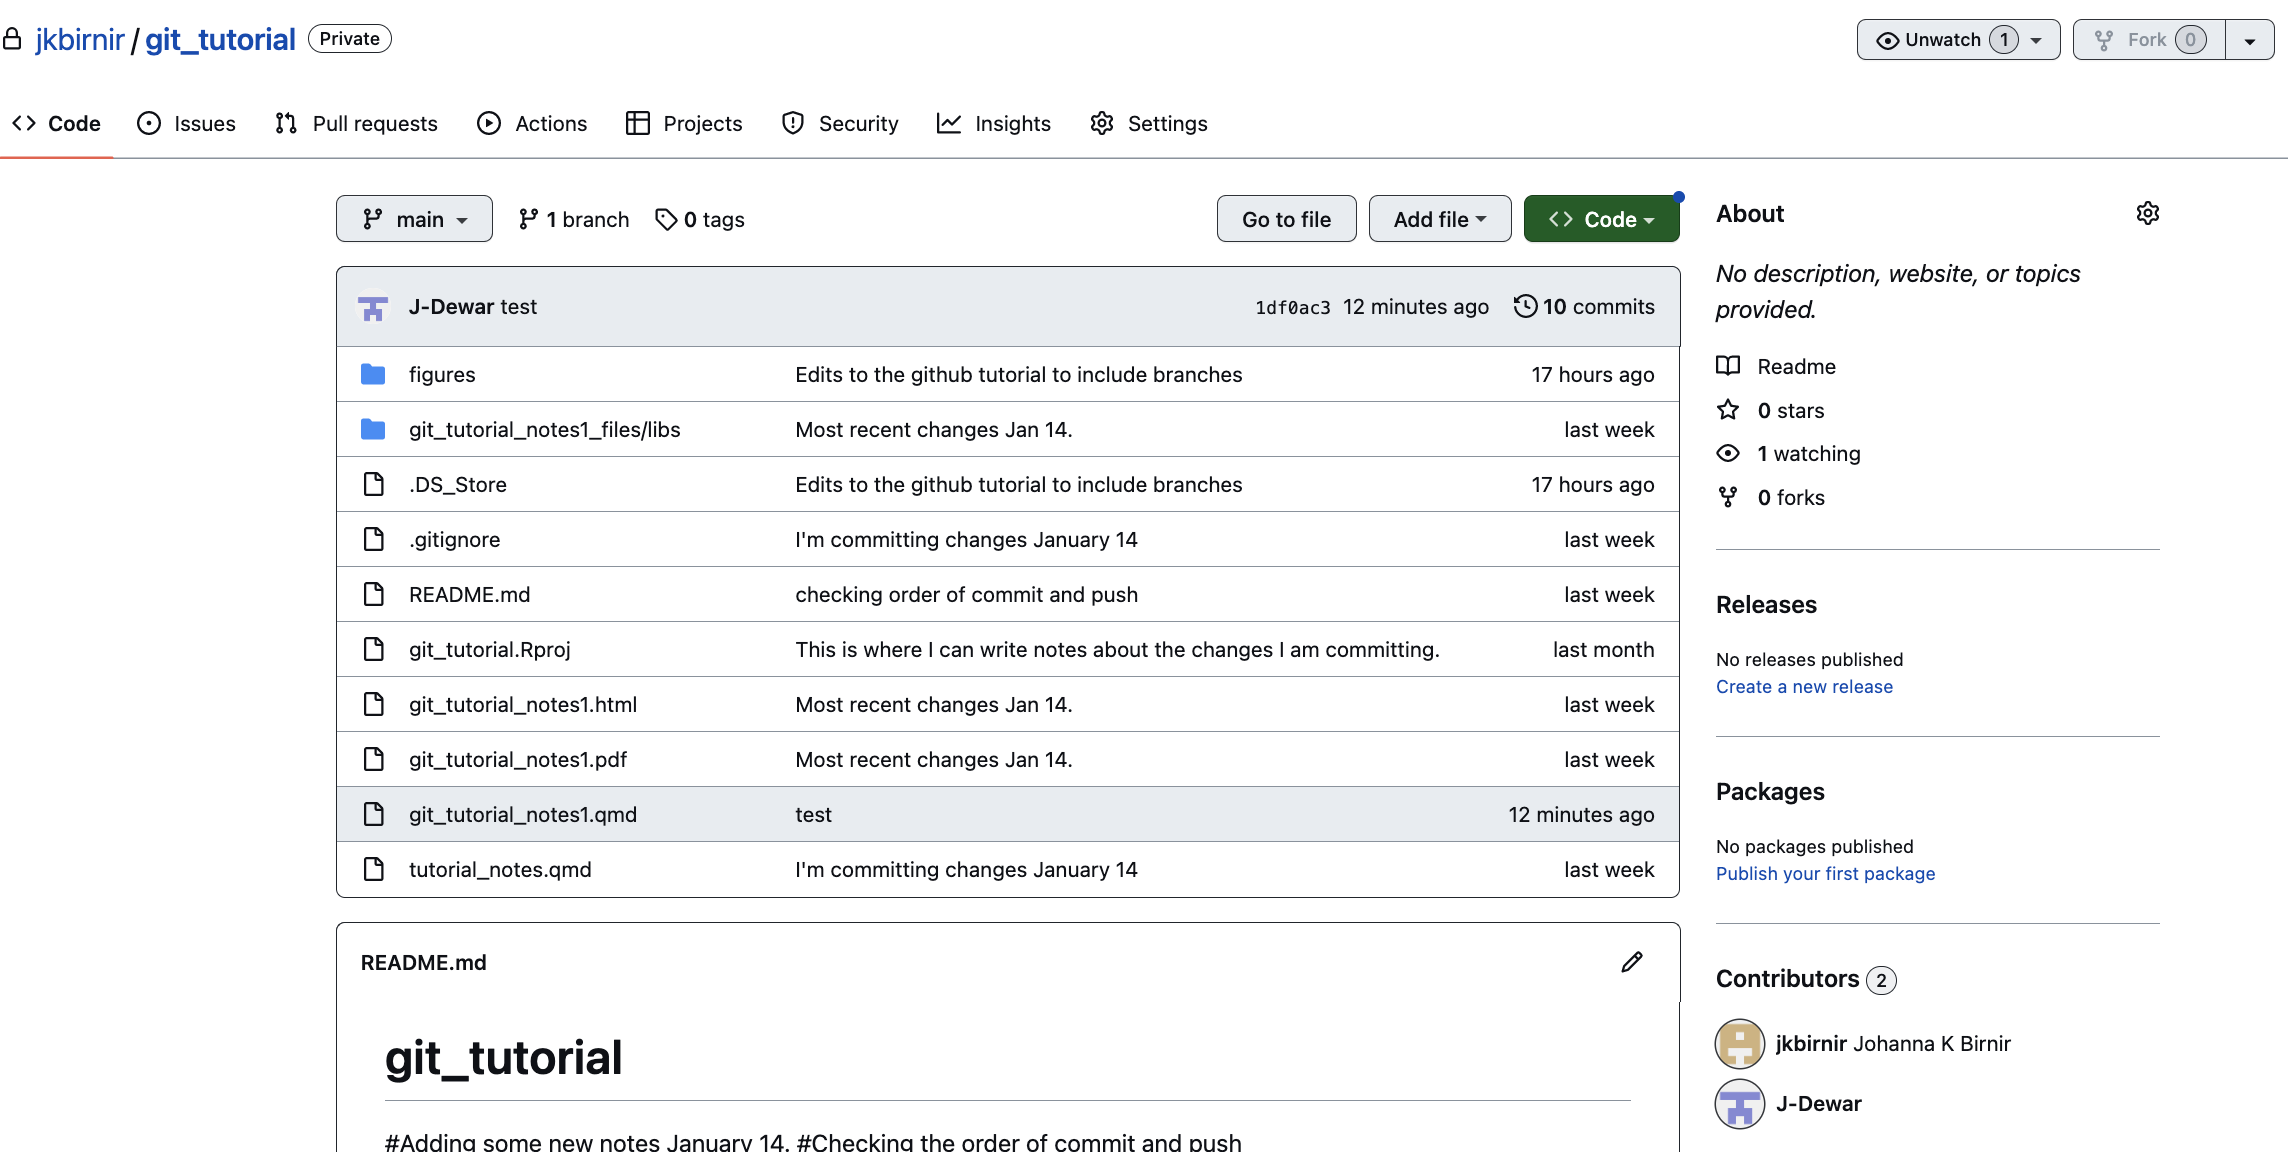 jkbirnir / git_tutorial Private Unwatch 1 Fork 0
Code Issues Pull requests Actions Projects Security Insights Settings
main 1 branch 0 tags Go to file Add file Code
J-Dewar test 1df0ac3 12 minutes ago 10 commits
figures Edits to the github tutorial to include branches 17 hours ago
git_tutorial_notes1_files/libs Most recent changes Jan 14. last week
.DS_Store Edits to the github tutorial to include branches 17 hours ago
.gitignore I'm committing changes January 14 last week
README.md checking order of commit and push last week
git_tutorial.Rproj This is where I can write notes about the changes I am committing. last month
git_tutorial_notes1.html Most recent changes Jan 14. last week
git_tutorial_notes1.pdf Most recent changes Jan 14. last week
git_tutorial_notes1.qmd test 12 minutes ago
tutorial_notes.qmd I'm committing changes January 14 last week
README.md
git_tutorial
#Adding some new notes January 14. #Checking the order of commit and push
About
No description, website, or topics
provided.
Readme
0 stars
1 watching
0 forks
Releases
No releases published
Create a new release
Packages
No packages published
Publish your first package
Contributors 2
jkbirnir Johanna K Birnir
J-Dewar